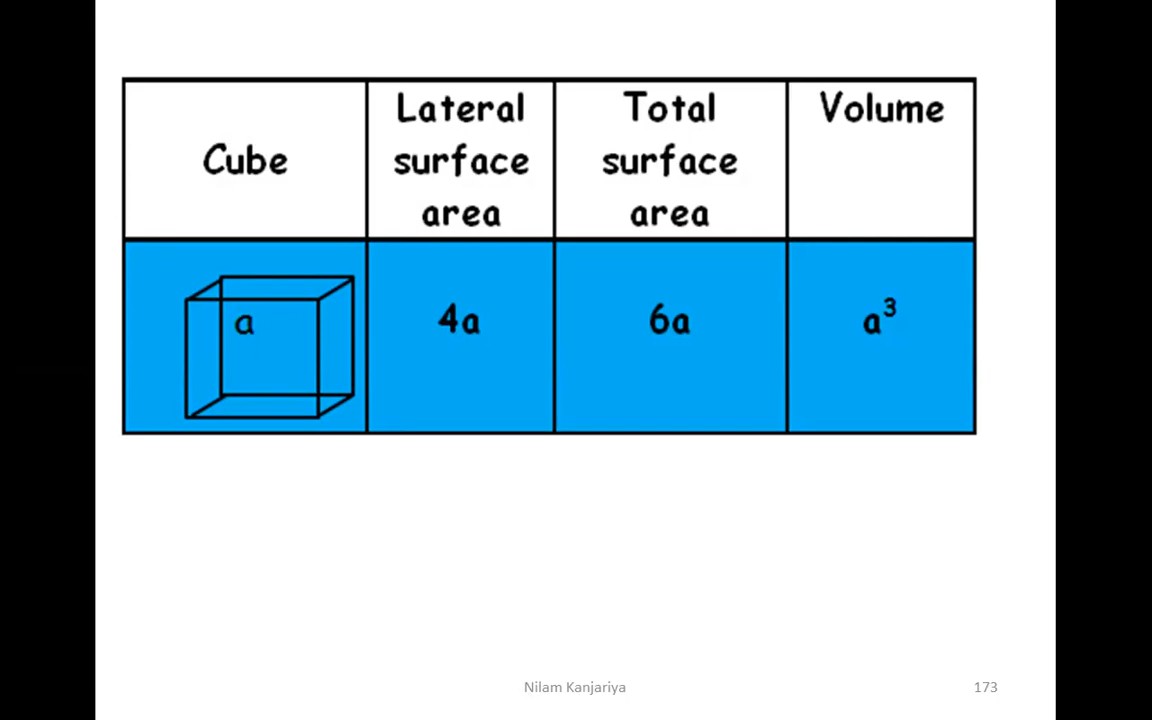 Cube
Lateral
surface
area
Total
surface
area
Volume
a
4a
6a
a³
Nilam Kanjariya
173